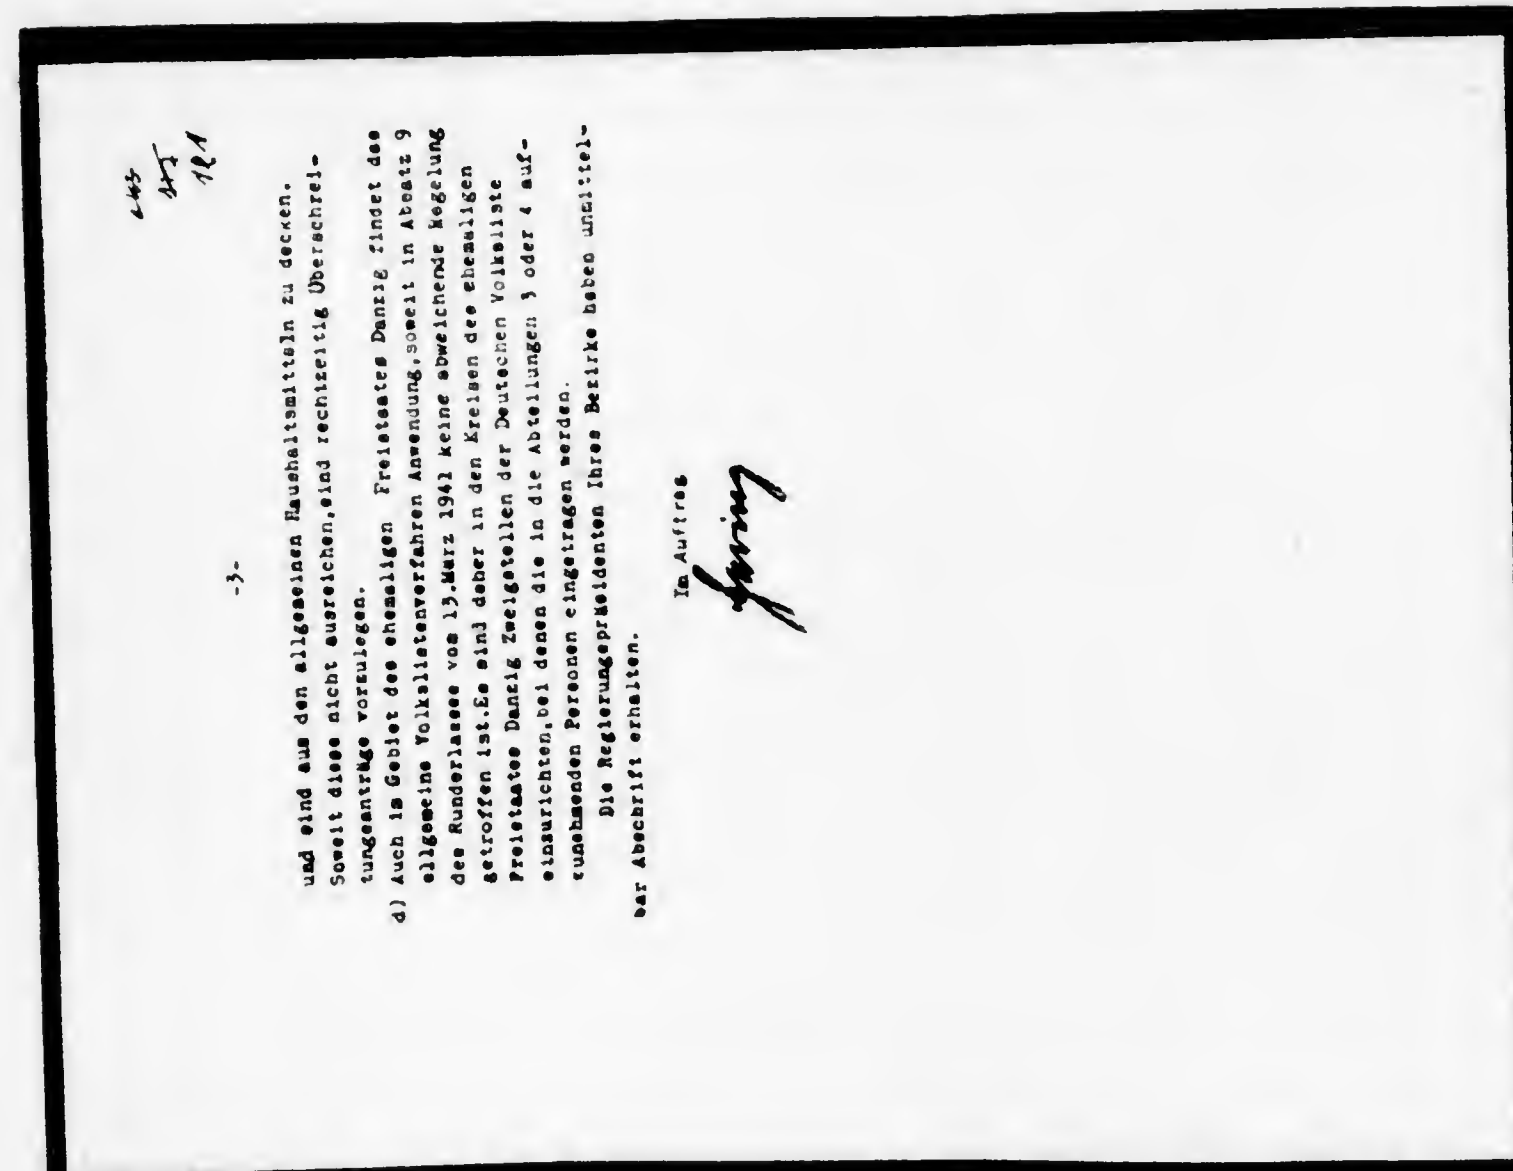 121
-3-
und sind aus den allgemeinen Haushaltsmitteln zu decken.
Soweit diese nicht ausreichen,sind rechtzeitig Überschrei-
tungsanträge vorzulegen.
d) Auch im Gebiet des ehemaligen Freistaates Danzig findet das
allgemeine Volkslistenverfahren Anwendung,soweit in Absatz 9
des Runderlasses vom 13.März 1941 keine abweichende Regelung
getroffen ist.Es sind daher in den Kreisen des ehemaligen
Freistaates Danzig Zweigstellen der Deutschen Volksliste
einzurichten,bei denen die in die Abteilungen 3 oder 4 auf-
zunehmenden Personen eingetragen werden.
Die Regierungspräsidenten Ihres Bezirks haben unmittel-
bar Abschrift erhalten.
Im Auftrag